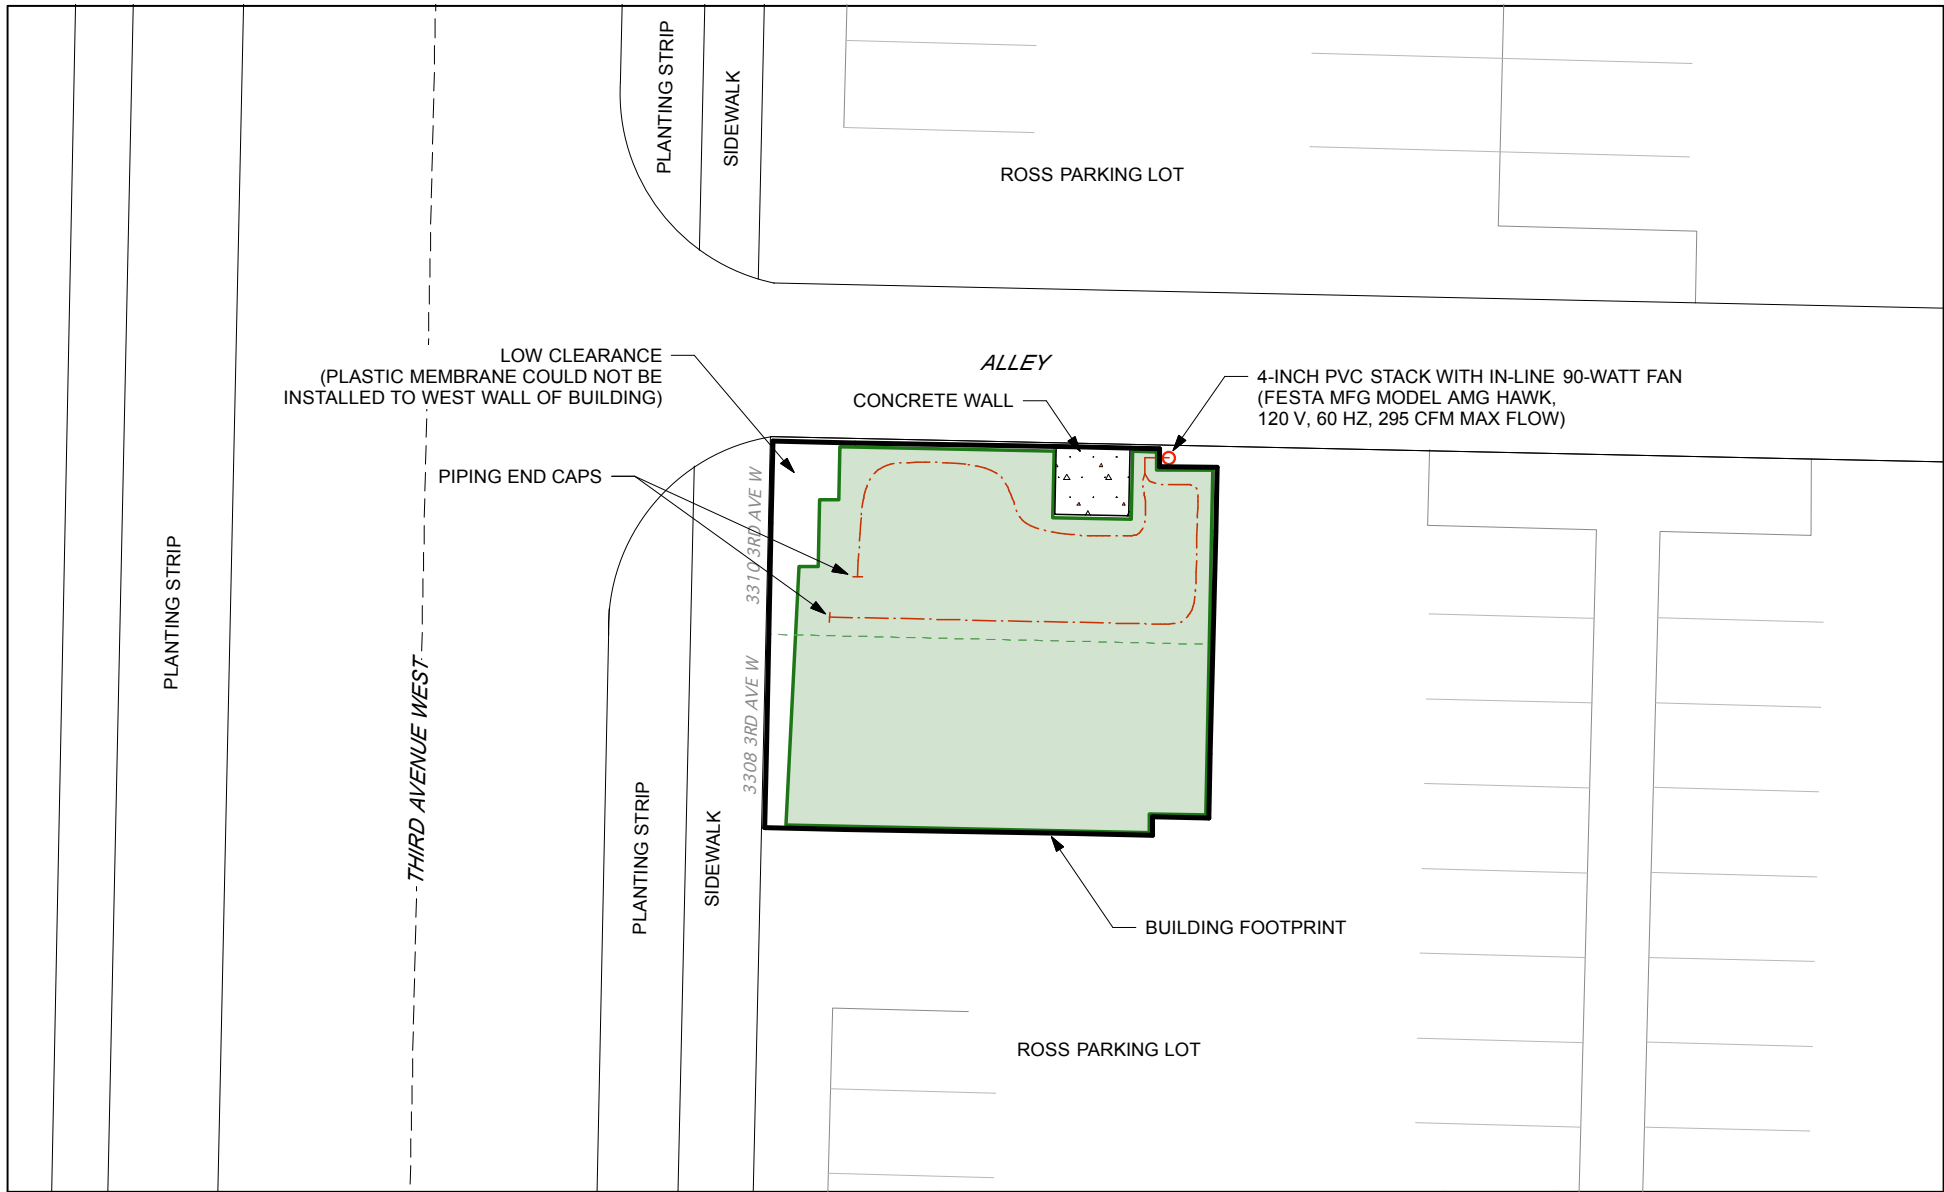 PLANTING STRIP
SIDEWALK
ROSS PARKING LOT
ALLEY
LOW CLEARANCE
(PLASTIC MEMBRANE COULD NOT BE
INSTALLED TO WEST WALL OF BUILDING)
CONCRETE WALL
4-INCH PVC STACK WITH IN-LINE 90-WATT FAN
(FESTA MFG MODEL AMG HAWK,
120 V, 60 HZ, 295 CFM MAX FLOW)
PIPING END CAPS
3310 3RD AVE W
PLANTING STRIP
THIRD AVENUE WEST
3308 3RD AVE W
PLANTING STRIP
SIDEWALK
BUILDING FOOTPRINT
ROSS PARKING LOT